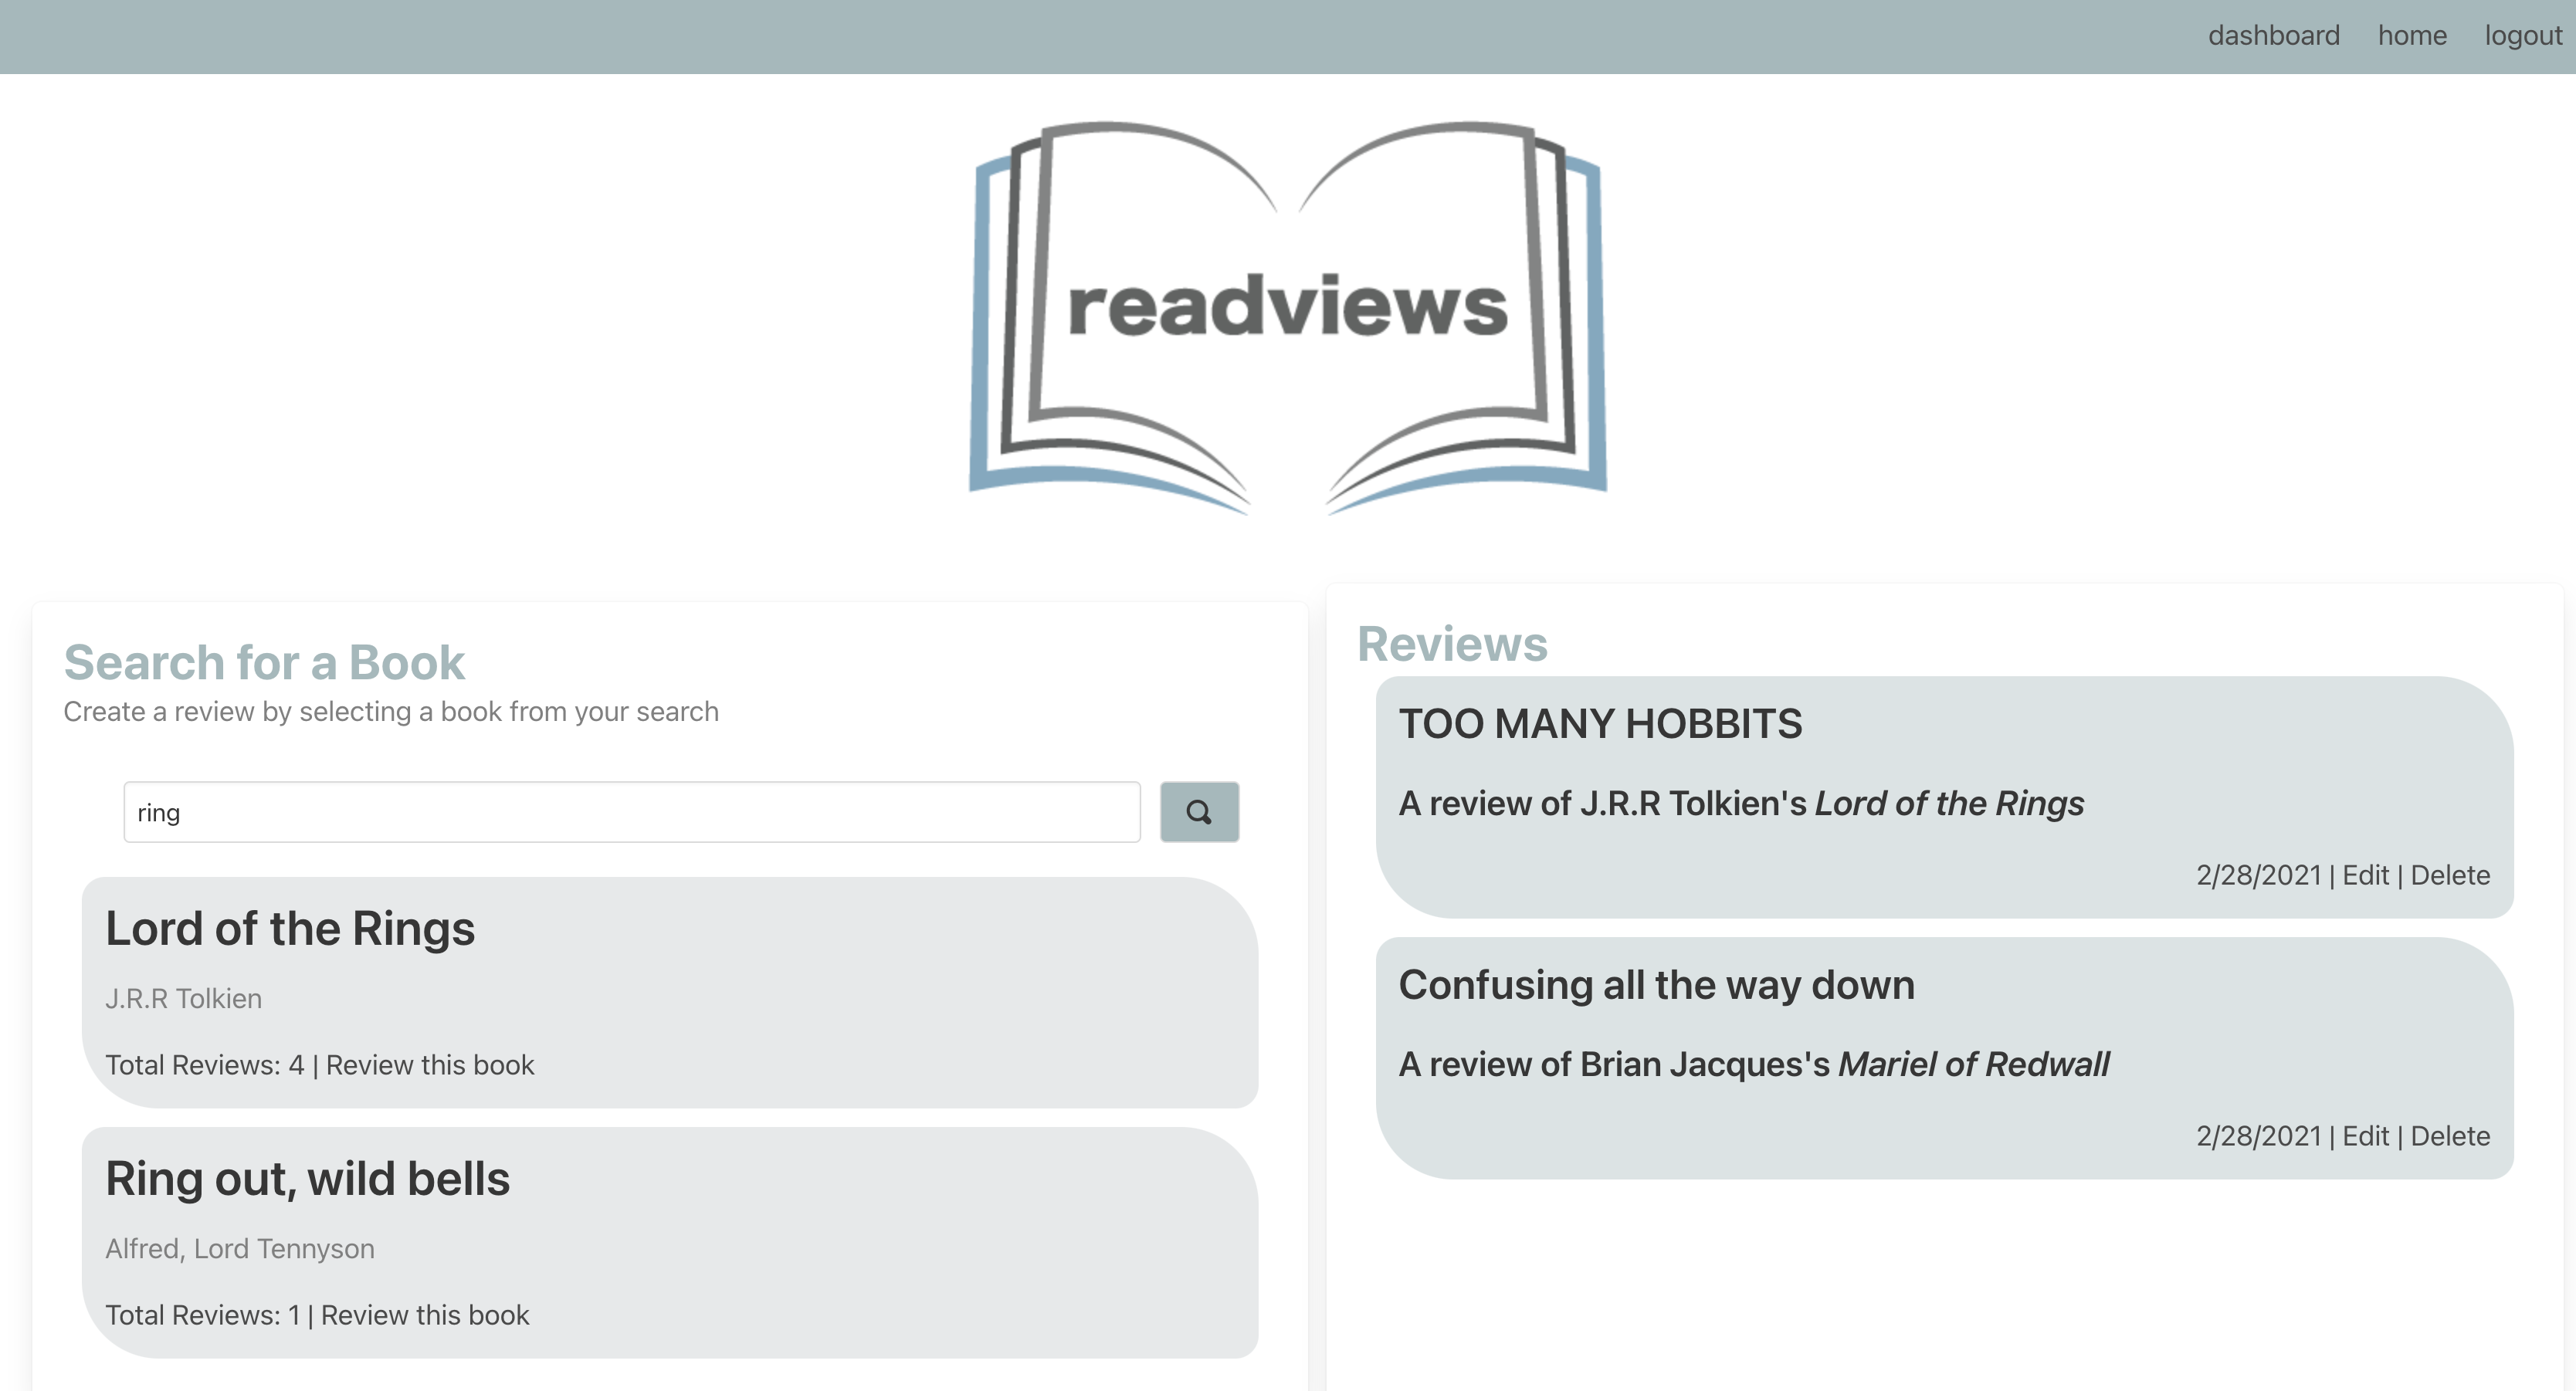 dashboard home logout
readviews
Search for a Book
Create a review by selecting a book from your search
ring
Lord of the Rings
J.R.R Tolkien
Total Reviews: 4 | Review this book
Ring out, wild bells
Alfred, Lord Tennyson
Total Reviews: 1 | Review this book
Reviews
TOO MANY HOBBITS
A review of J.R.R Tolkien's Lord of the Rings
2/28/2021 | Edit | Delete
Confusing all the way down
A review of Brian Jacques's Mariel of Redwall
2/28/2021 | Edit | Delete